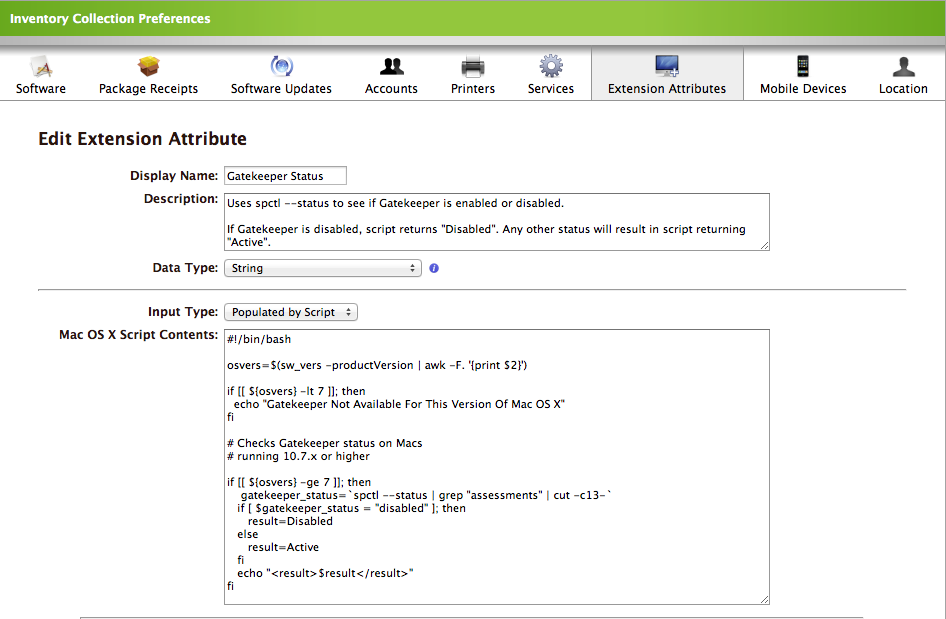 Inventory Collection Preferences
Software Package Receipts Software Updates Accounts Printers Services Extension Attributes Mobile Devices Location
Edit Extension Attribute
Display Name: Gatekeeper Status
Description: Uses spctl --status to see if Gatekeeper is enabled or disabled.
If Gatekeeper is disabled, script returns "Disabled". Any other status will result in script returning
"Active".
Data Type: String
Input Type: Populated by Script
Mac OS X Script Contents: #!/bin/bash
osvers=$(sw_vers -productVersion | awk -F. '{print $2}')
if [[ ${osvers} -lt 7 ]]; then
echo "Gatekeeper Not Available For This Version Of Mac OS X"
fi
# Checks Gatekeeper status on Macs
# running 10.7.x or higher
if [[ ${osvers} -ge 7 ]]; then
gatekeeper_status=`spctl --status | grep "assessments" | cut -c13-`
if [ $gatekeeper_status = "disabled" ]; then
result=Disabled
else
result=Active
fi
echo "<result>$result</result>"
fi